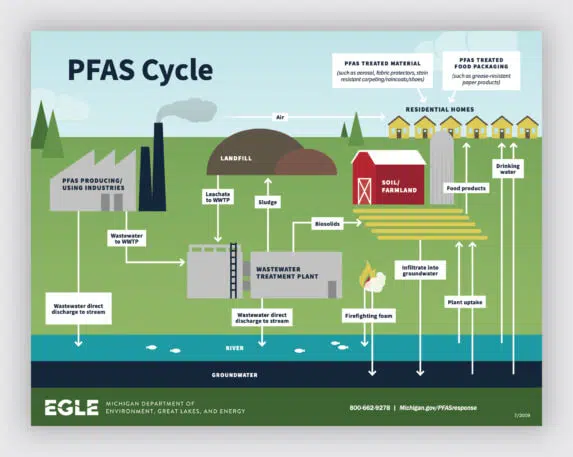 PFAS Cycle
PFAS TREATED MATERIAL
(such as aerosol, fabric protectors, stain
resistant carpeting/raincoats/shoes)
PFAS TREATED
FOOD PACKAGING
(such as grease-resistant
paper products)
RESIDENTIAL HOMES
Air
LANDFILL
PFAS PRODUCING/
USING INDUSTRIES
SOIL/
FARMLAND
Drinking
water
Food products
Leachate
to WWTP
Sludge
Biosolids
Wastewater
to WWTP
WASTEWATER
TREATMENT PLANT
Infiltrate into
groundwater
Plant uptake
Wastewater direct
discharge to stream
Wastewater direct
discharge to stream
Firefighting foam
RIVER
GROUNDWATER
EGLE
MICHIGAN DEPARTMENT OF
ENVIRONMENT, GREAT LAKES, AND ENERGY
800-662-9278 | Michigan.gov/PFASresponse
7/2009